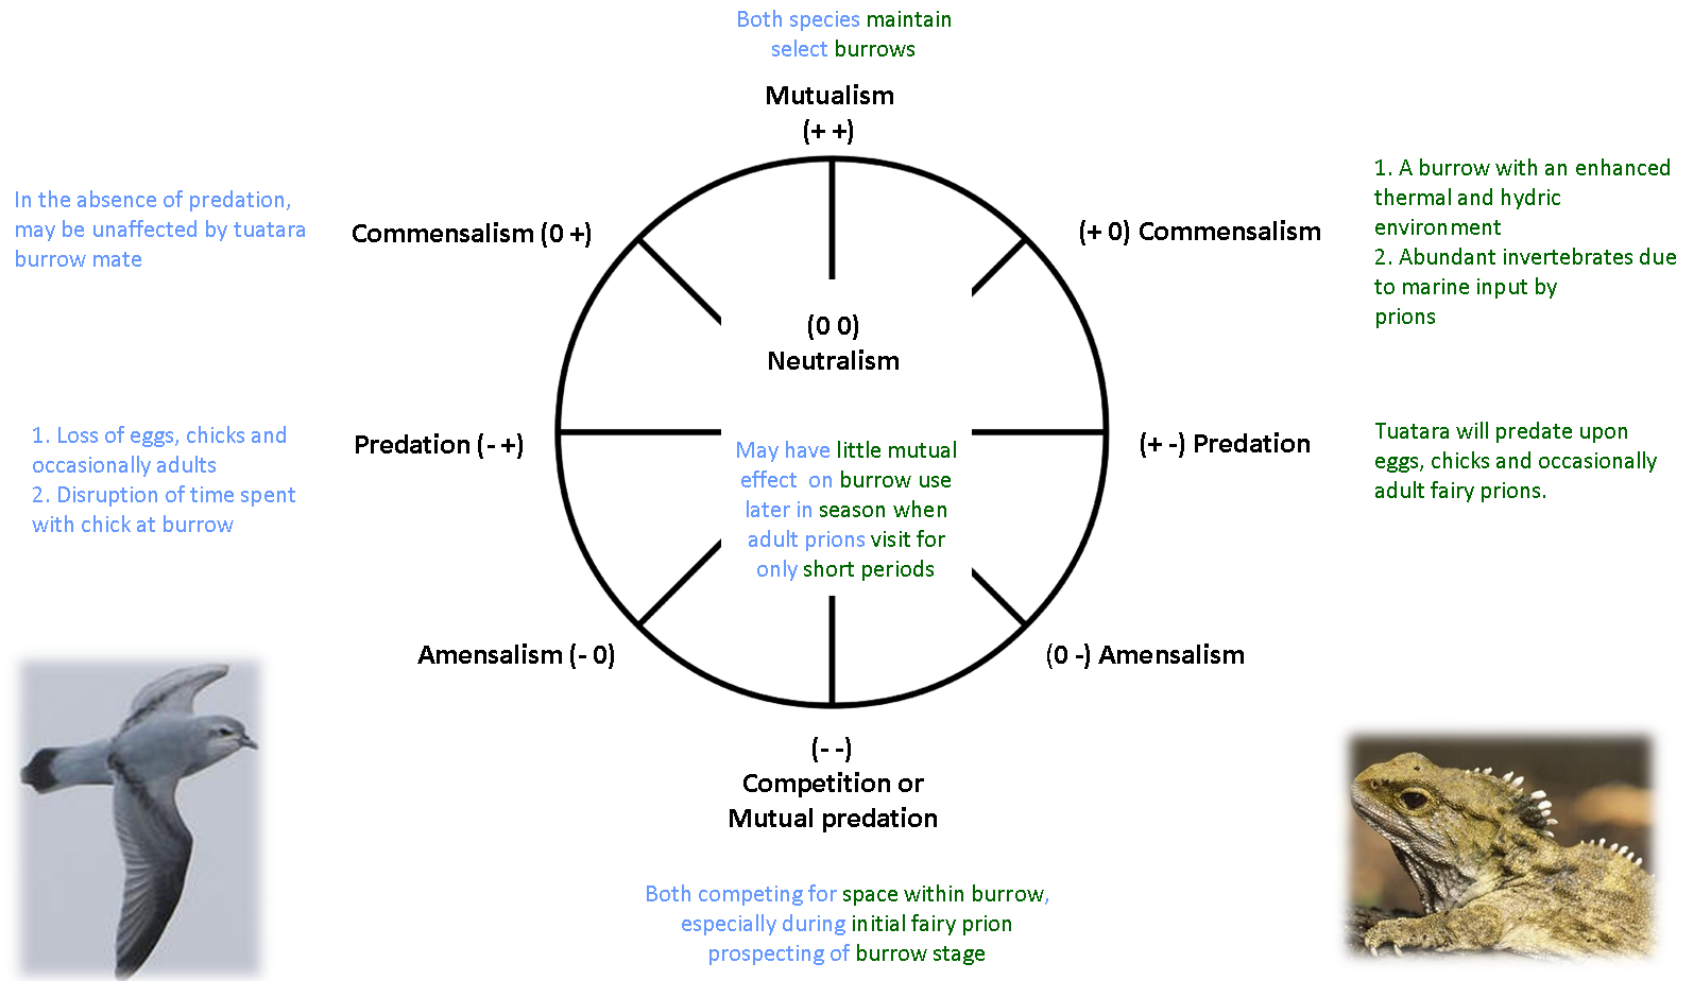 Both species maintain
select burrows
Mutualism
(+ +)
In the absence of predation,
may be unaffected by tuatara
burrow mate
Commensalism (0 +)
(+ 0) Commensalism
1. A burrow with an enhanced
thermal and hydric
environment
2. Abundant invertebrates due
to marine input by
prions
(0 0)
Neutralism
1. Loss of eggs, chicks and
occasionally adults
2. Disruption of time spent
with chick at burrow
Predation (- +)
May have little mutual
effect on burrow use
later in season when
adult prions visit for
only short periods
(+ -) Predation
Tuatara will predate upon
eggs, chicks and occasionally
adult fairy prions.
Amensalism (- 0)
(0 -) Amensalism
(- -)
Competition or
Mutual predation
Both competing for space within burrow,
especially during initial fairy prion
prospecting of burrow stage